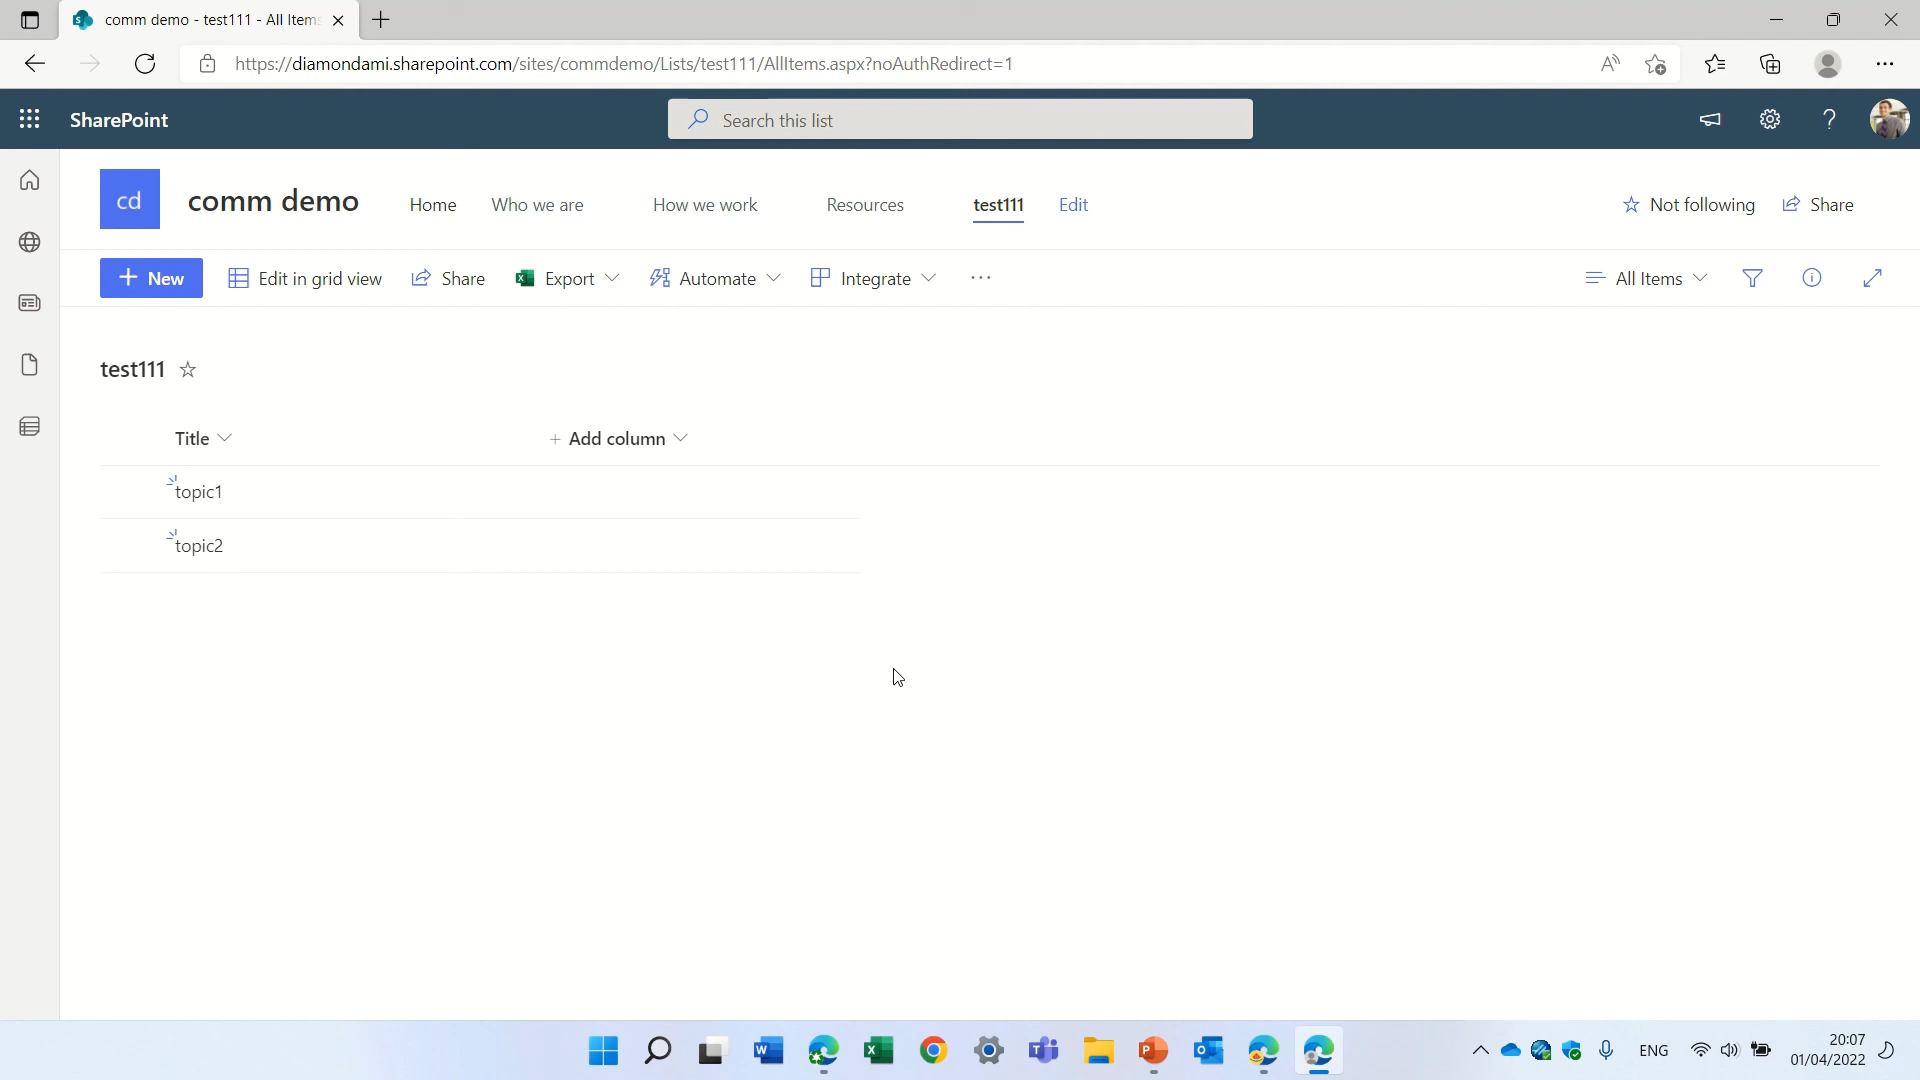 comm demo - test111 - All Items
https://diamondami.sharepoint.com/sites/commdemo/Lists/test111/AllItems.aspx?noAuthRedirect=1
SharePoint
Search this list
cd
comm demo
Home
Who we are
How we work
Resources
test111
Edit
Not following
Share
New
Edit in grid view
Share
Export
Automate
Integrate
All Items
test111
Title
Add column
topic1
topic2
ENG
20:07
01/04/2022